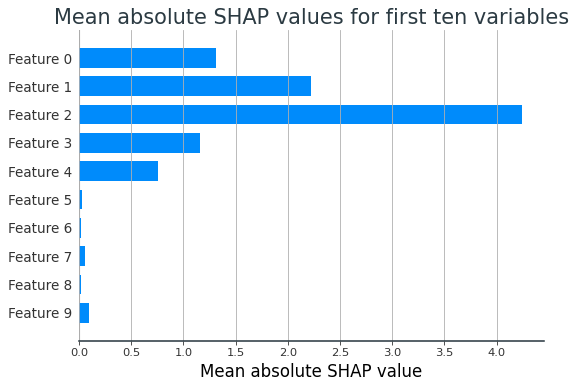 Mean absolute SHAP values for first ten variables
Feature 0
Feature 1
Feature 2
Feature 3
Feature 4
Feature 5
Feature 6
Feature 7
Feature 8
Feature 9
0.0 0.5 1.0 1.5 2.0 2.5 3.0 3.5 4.0
Mean absolute SHAP value